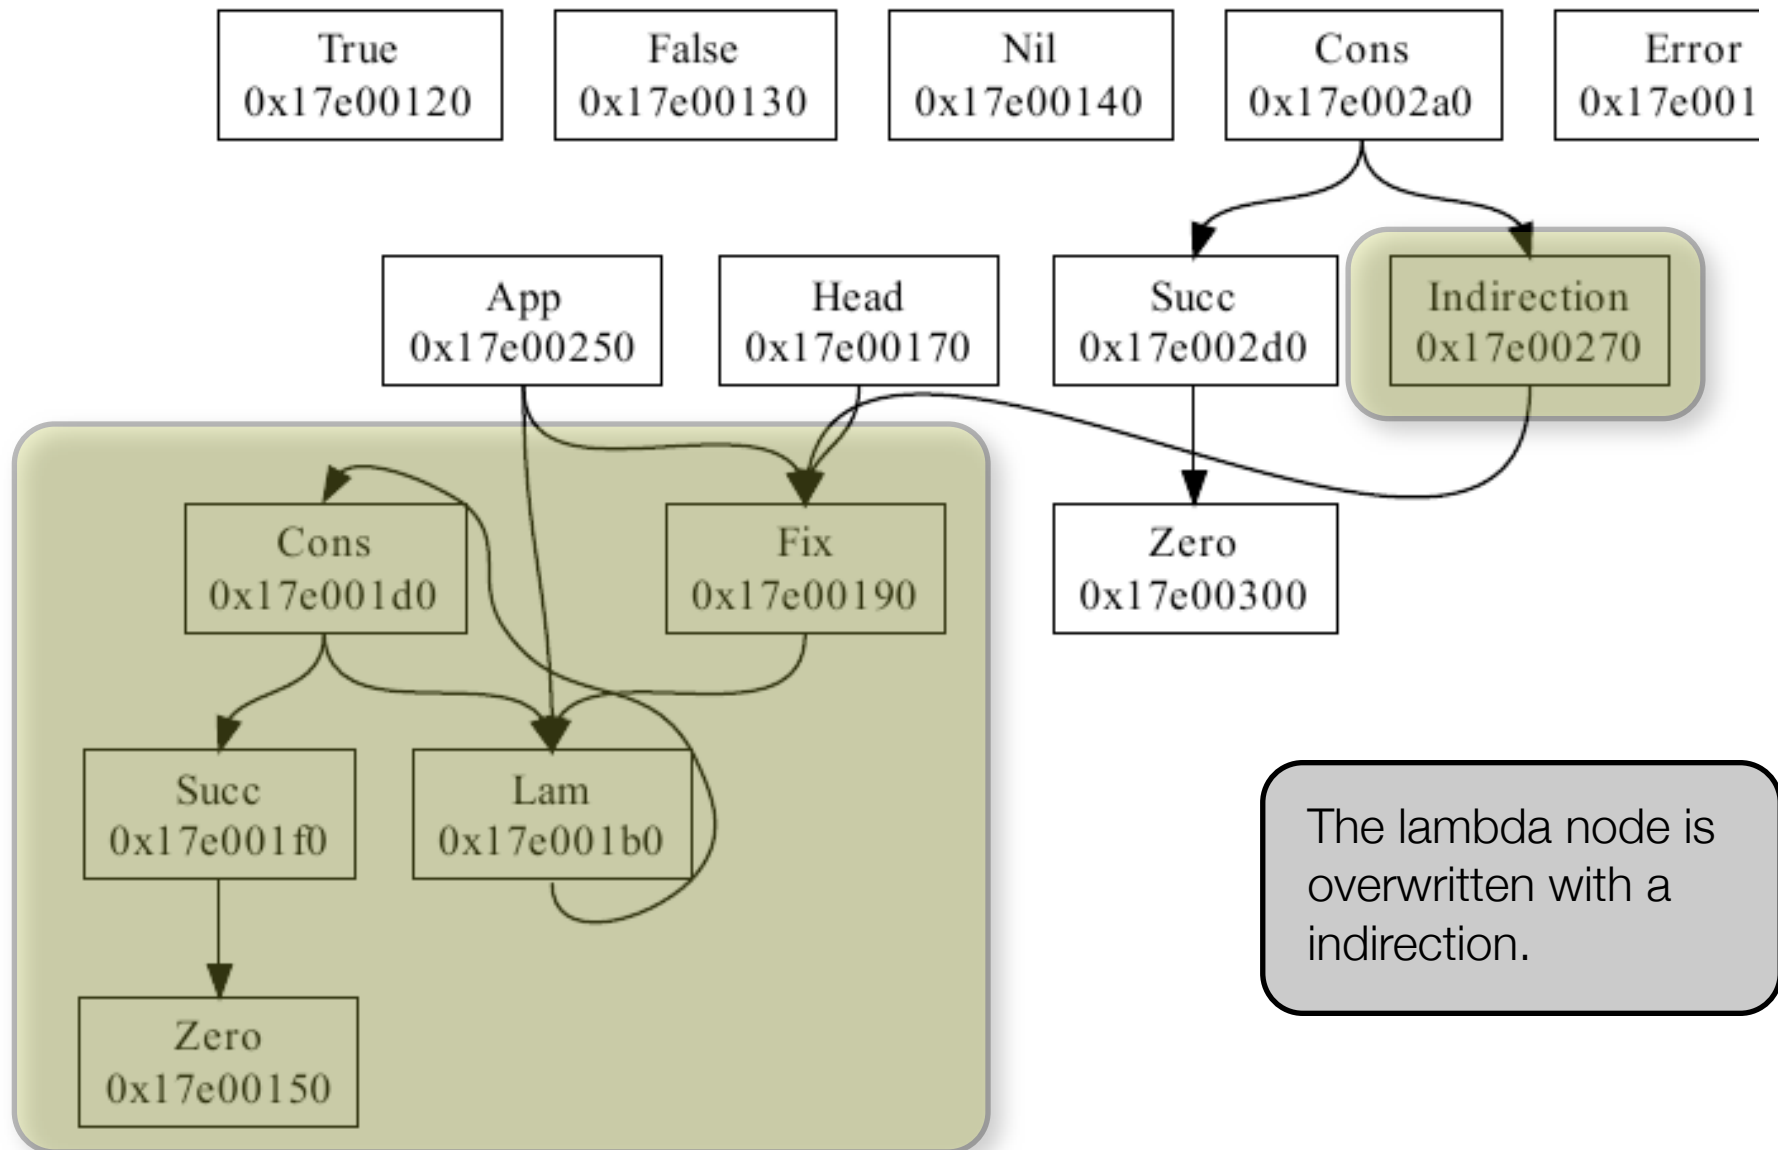 True
0x17e00120
False
0x17e00130
Nil
0x17e00140
Cons
0x17e002a0
Error
0x17e001
App
0x17e00250
Head
0x17e00170
Succ
0x17e002d0
Indirection
0x17e00270
Cons
0x17e001d0
Fix
0x17e00190
Zero
0x17e00300
Succ
0x17e001f0
Lam
0x17e001b0
Zero
0x17e00150
The lambda node is
overwritten with a
indirection.